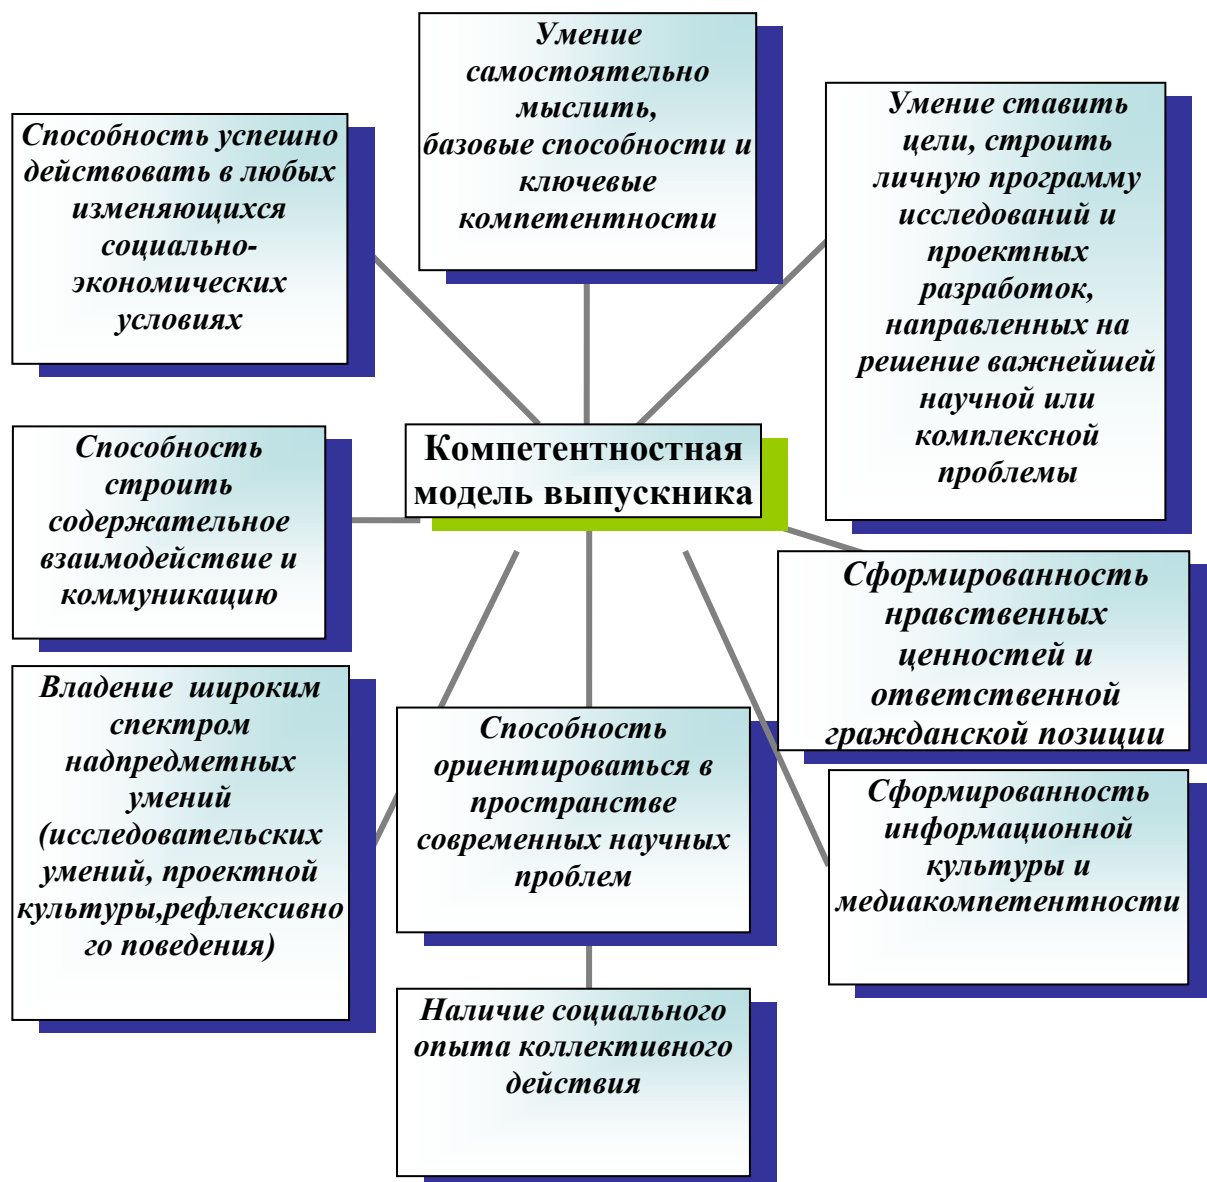 Умение
самостоятельно
мыслить,
базовые способности и
ключевые
компетентности
Способность успешно
действовать в любых
изменяющихся
социально-
экономических
условиях
Умение ставить
цели, строить
личную программу
исследований и
проектных
разработок,
направленных на
решение важнейшей
научной или
комплексной
проблемы
Компетентностная
модель выпускника
Способность
строить
содержательное
взаимодействие и
коммуникацию
Сформированность
нравственных
ценностей и
ответственной
гражданской позиции
Владение широким
спектром
надпредметных
умений
(исследовательских
умений, проектной
культуры,рефлексивно
го поведения)
Способность
ориентироваться в
пространстве
современных научных
проблем
Сформированность
информационной
культуры и
медиакомпетентности
Наличие социального
опыта коллективного
действия